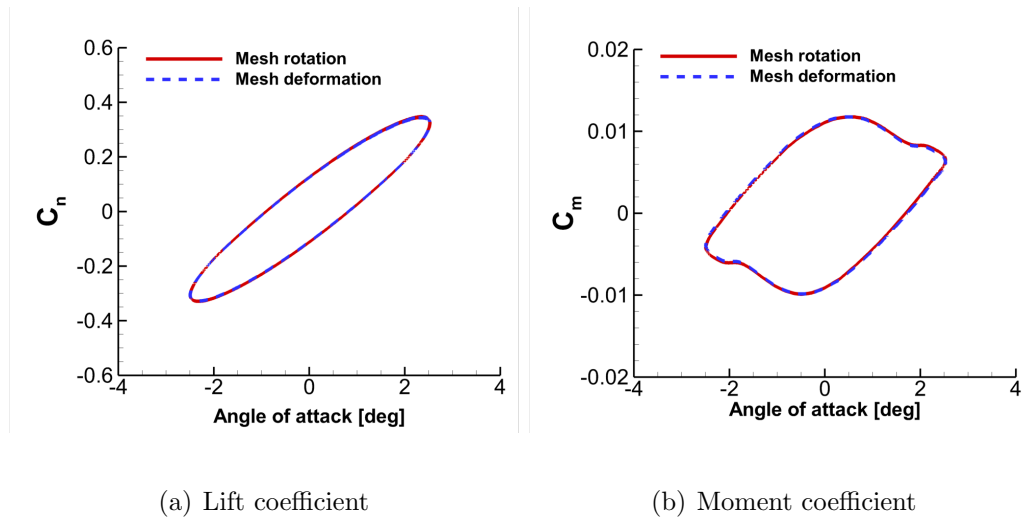 0.6
Mesh rotation
Mesh deformation
0.4
0.2
0
-0.2
-0.4
-0.6
-4
-2
0
2
4
Cn
Angle of attack [deg]
0.02
Mesh rotation
Mesh deformation
0.01
0
-0.01
-0.02
-4
-2
0
2
4
Cm
Angle of attack [deg]
(a) Lift coefficient
(b) Moment coefficient